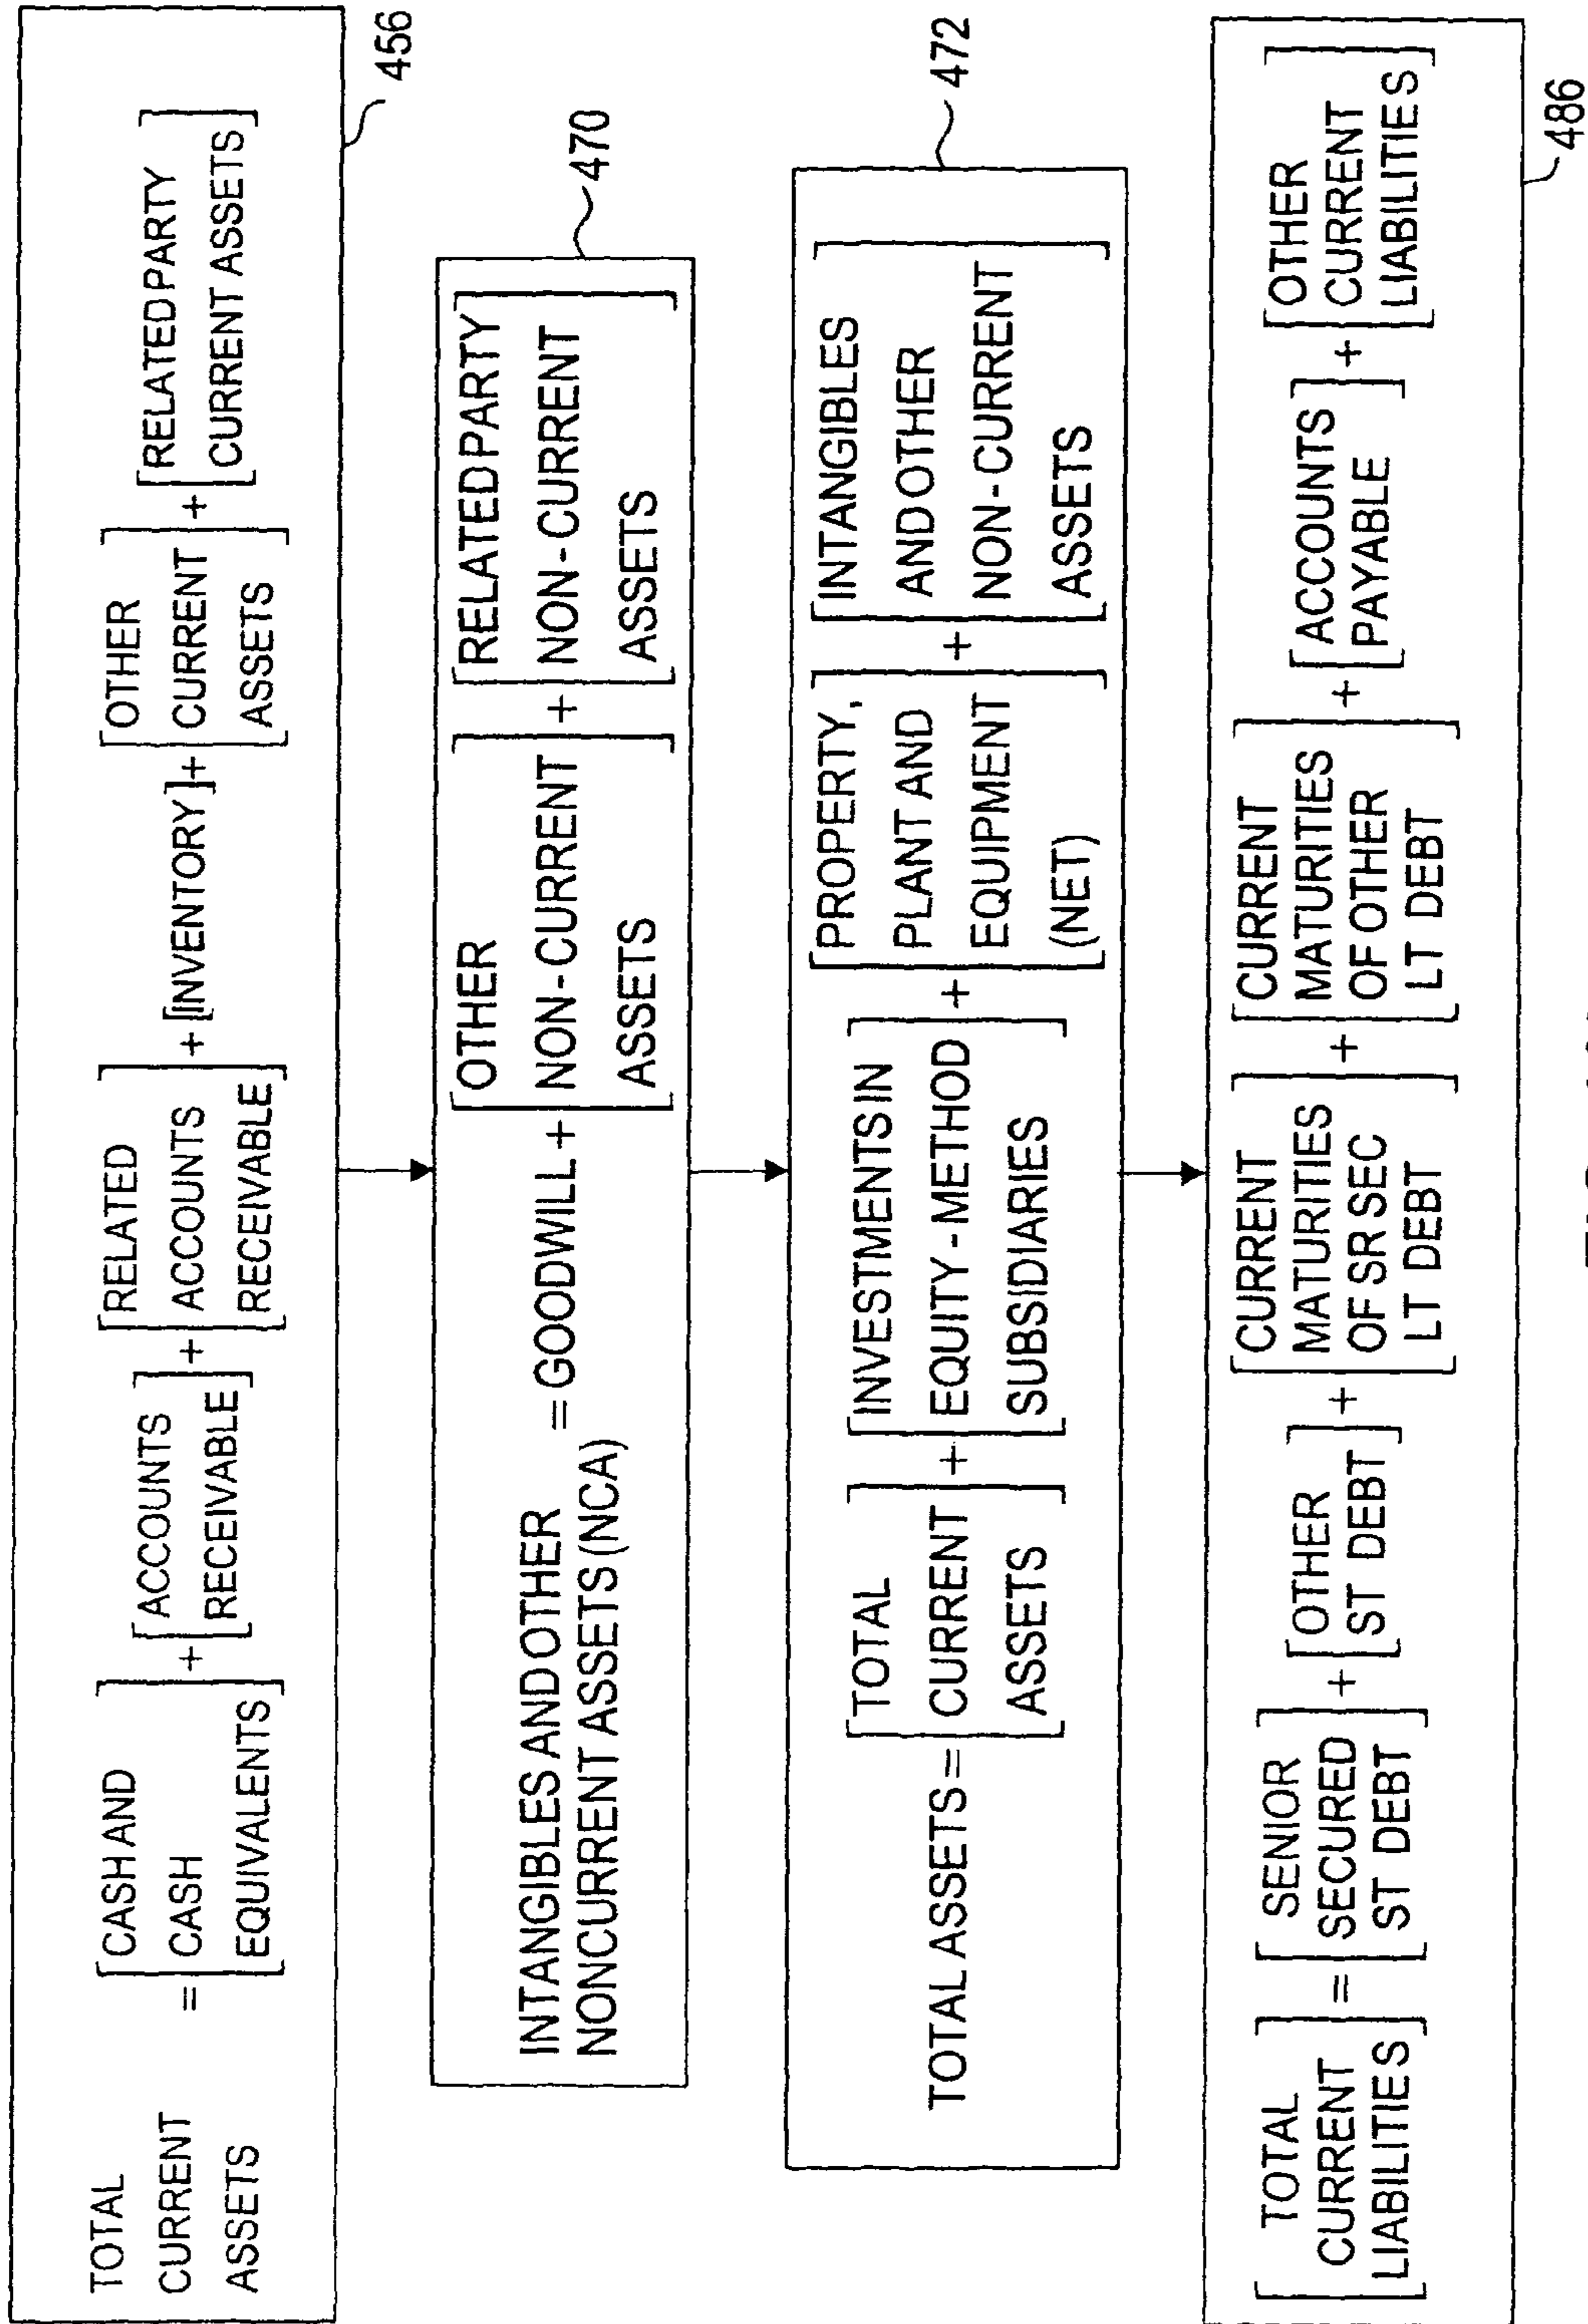 TOTAL
CURRENT
ASSETS
=
[CASH AND
CASH
EQUIVALENTS]
+
[ACCOUNTS
RECEIVABLE]
+
[RELATED
ACCOUNTS
RECEIVABLE]
+
[INVENTORY]
+
[OTHER
CURRENT
ASSETS]
+
[RELATED PARTY
CURRENT ASSETS]
456
INTANGIBLES AND OTHER
NONCURRENT ASSETS (NCA)
= GOODWILL +
[OTHER
NON-CURRENT
ASSETS]
+
[RELATED PARTY
NON-CURRENT
ASSETS]
470
TOTAL ASSETS =
[TOTAL
CURRENT
ASSETS]
+
[INVESTMENTS IN
EQUITY-METHOD
SUBSIDIARIES]
+
[PROPERTY,
PLANT AND
EQUIPMENT
(NET)]
+
[INTANGIBLES
AND OTHER
NON-CURRENT
ASSETS]
472
[TOTAL
CURRENT
LIABILITIES]
=
[SENIOR
SECURED
ST DEBT]
+
[OTHER
ST DEBT]
+
[CURRENT
MATURITIES
OF SR SEC
LT DEBT]
+
[CURRENT
MATURITIES
OF OTHER
LT DEBT]
+
[ACCOUNTS
PAYABLE]
+
[OTHER
CURRENT
LIABILITIES]
486